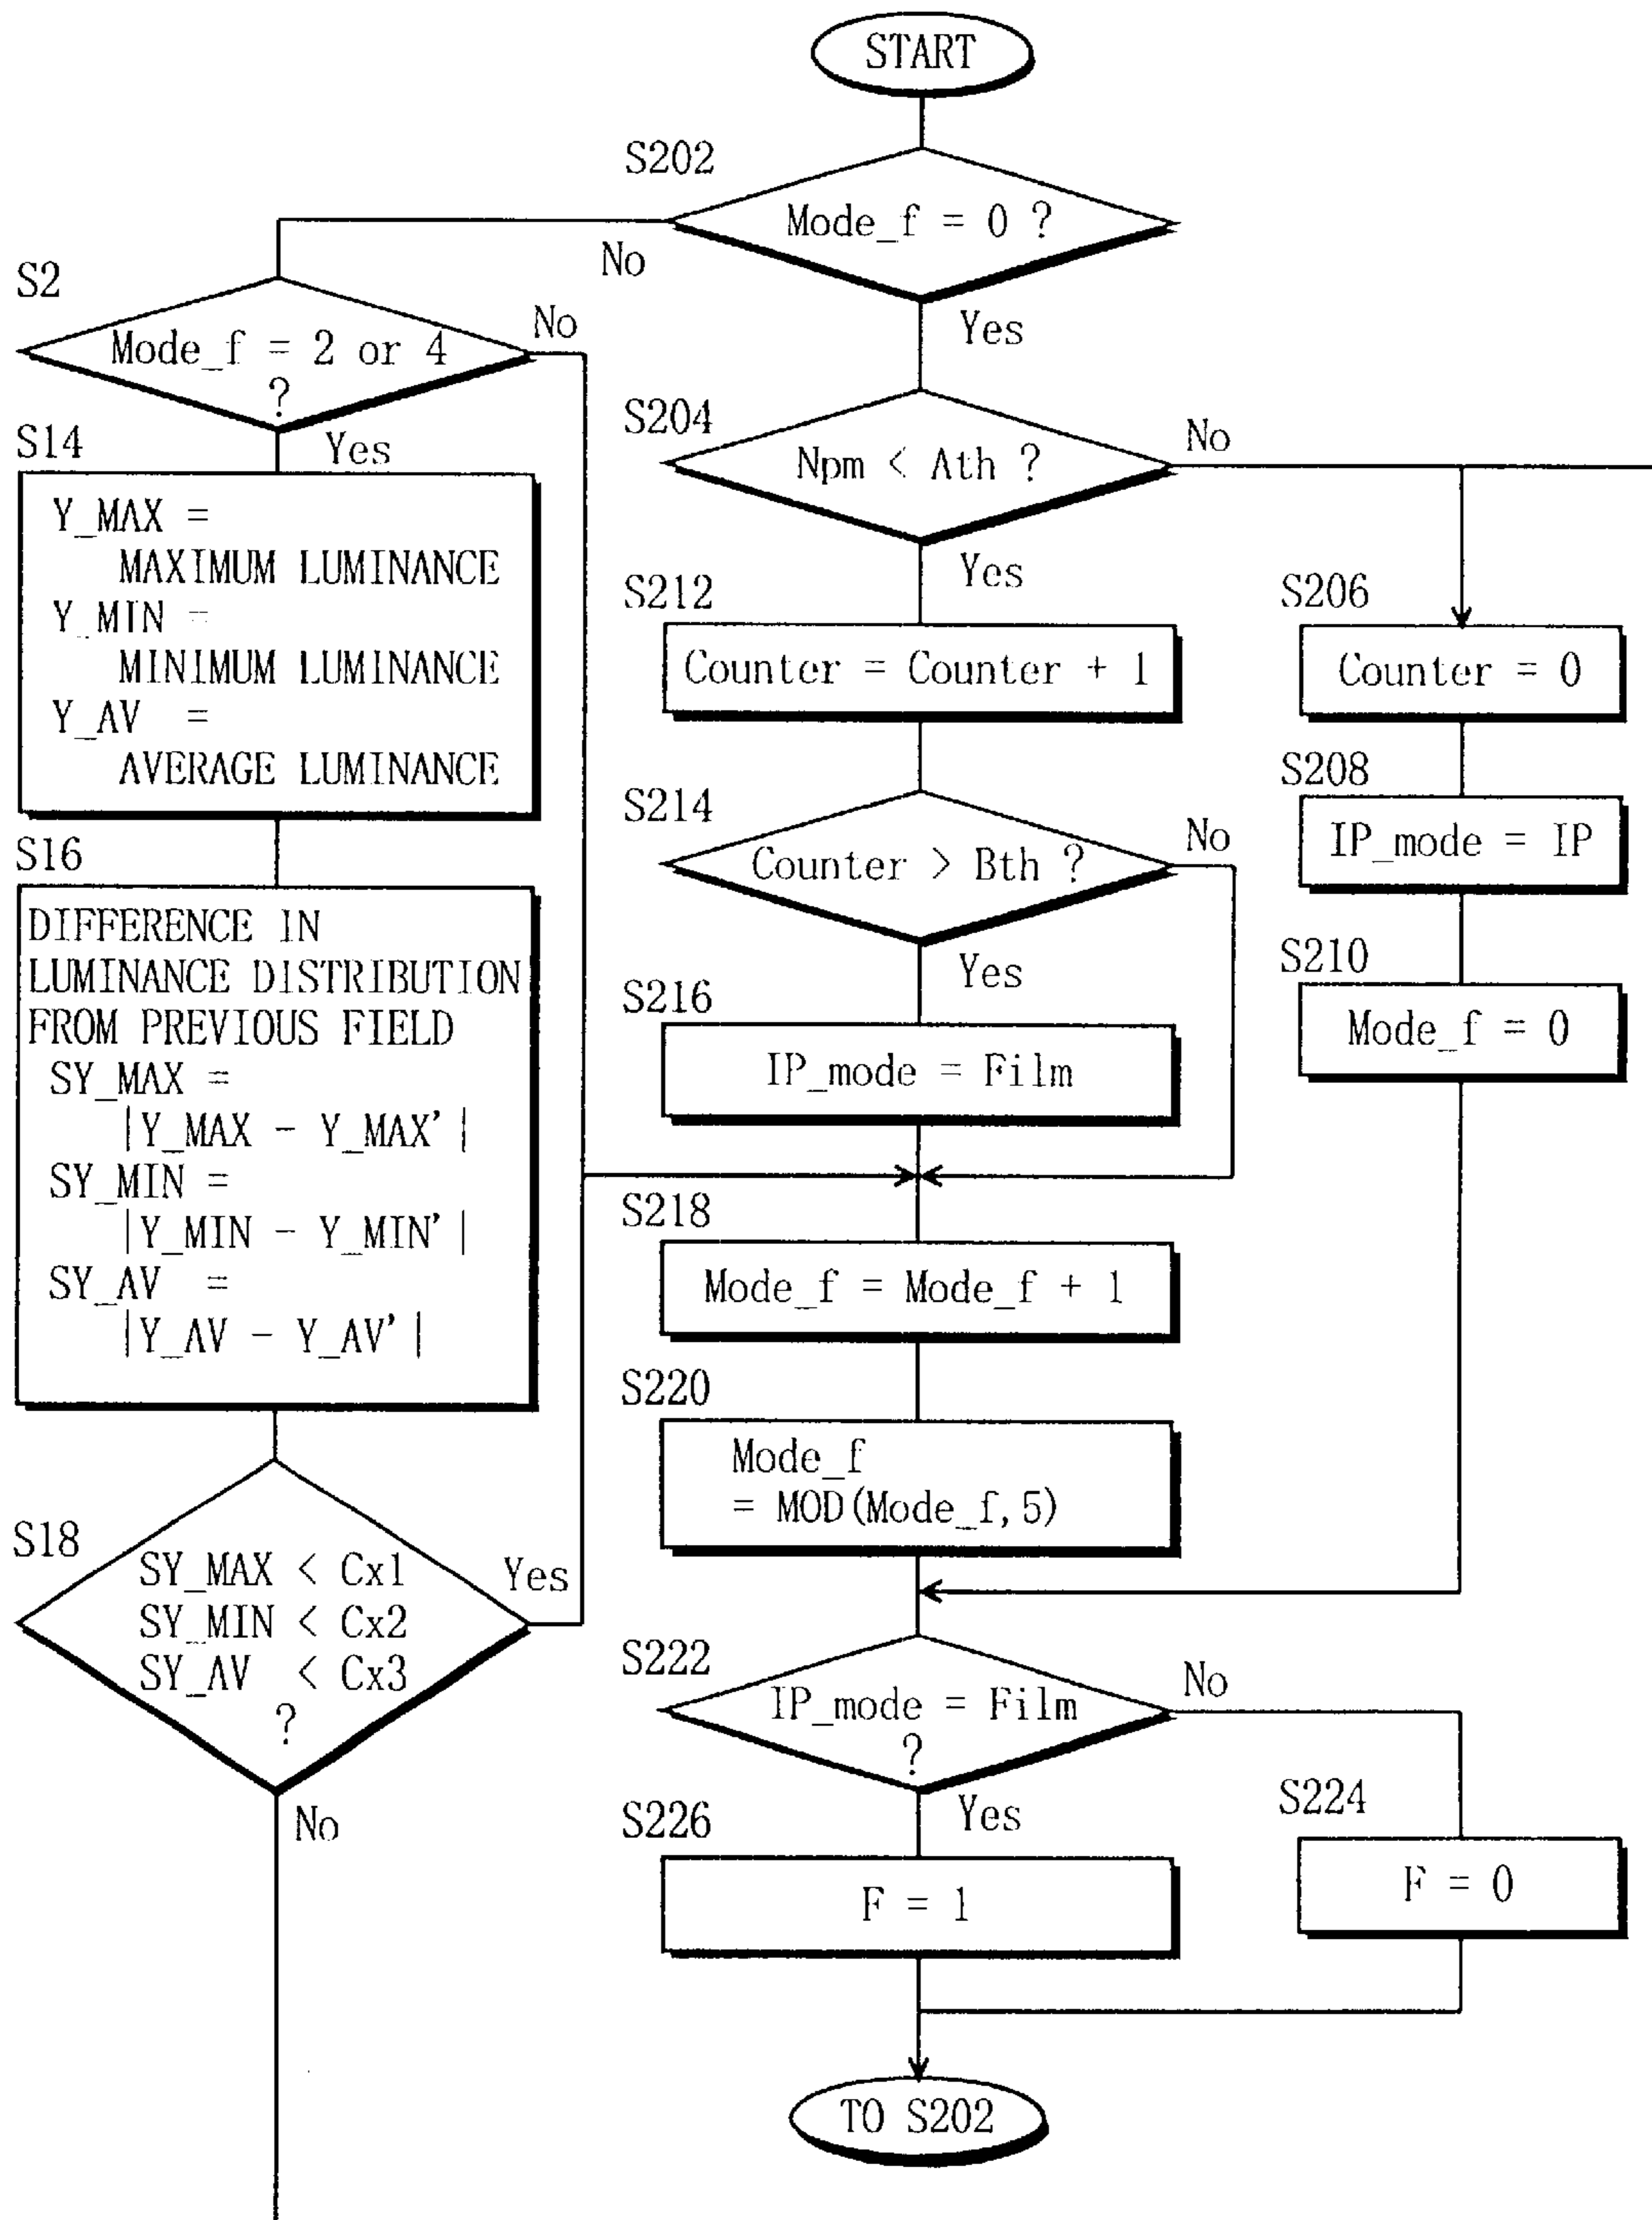 START
S202
Mode_f = 0 ?
No
Yes
S2
Mode_f = 2 or 4
?
No
Yes
S14
Y_MAX =
MAXIMUM LUMINANCE
Y_MIN =
MINIMUM LUMINANCE
Y_AV =
AVERAGE LUMINANCE
S16
DIFFERENCE IN
LUMINANCE DISTRIBUTION
FROM PREVIOUS FIELD
SY_MAX =
|Y_MAX - Y_MAX'|
SY_MIN =
|Y_MIN - Y_MIN'|
SY_AV =
|Y_AV - Y_AV'|
S18
SY_MAX < Cx1
SY_MIN < Cx2
SY_AV < Cx3
?
Yes
No
S204
Npm < Ath ?
No
Yes
S212
Counter = Counter + 1
S214
Counter > Bth ?
No
Yes
S216
IP_mode = Film
S218
Mode_f = Mode_f + 1
S220
Mode_f
= MOD(Mode_f, 5)
S206
Counter = 0
S208
IP_mode = IP
S210
Mode_f = 0
S222
IP_mode = Film
?
No
Yes
S226
F = 1
S224
F = 0
TO S202